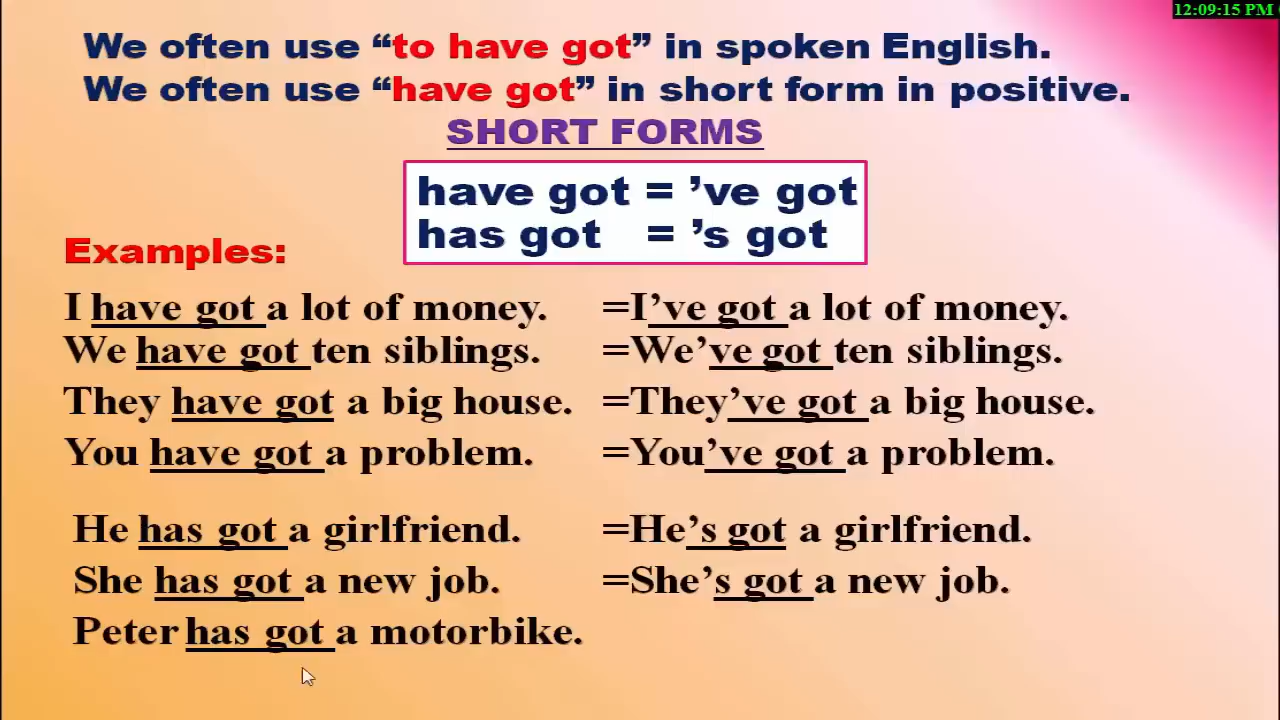 12:09:15 PM
We often use “to have got” in spoken English.
We often use “have got” in short form in positive.
SHORT FORMS
have got = ’ve got
has got = ’s got
Examples:
I have got a lot of money. =I’ve got a lot of money.
We have got ten siblings. =We’ve got ten siblings.
They have got a big house. =They’ve got a big house.
You have got a problem. =You’ve got a problem.
He has got a girlfriend. =He’s got a girlfriend.
She has got a new job. =She’s got a new job.
Peter has got a motorbike.